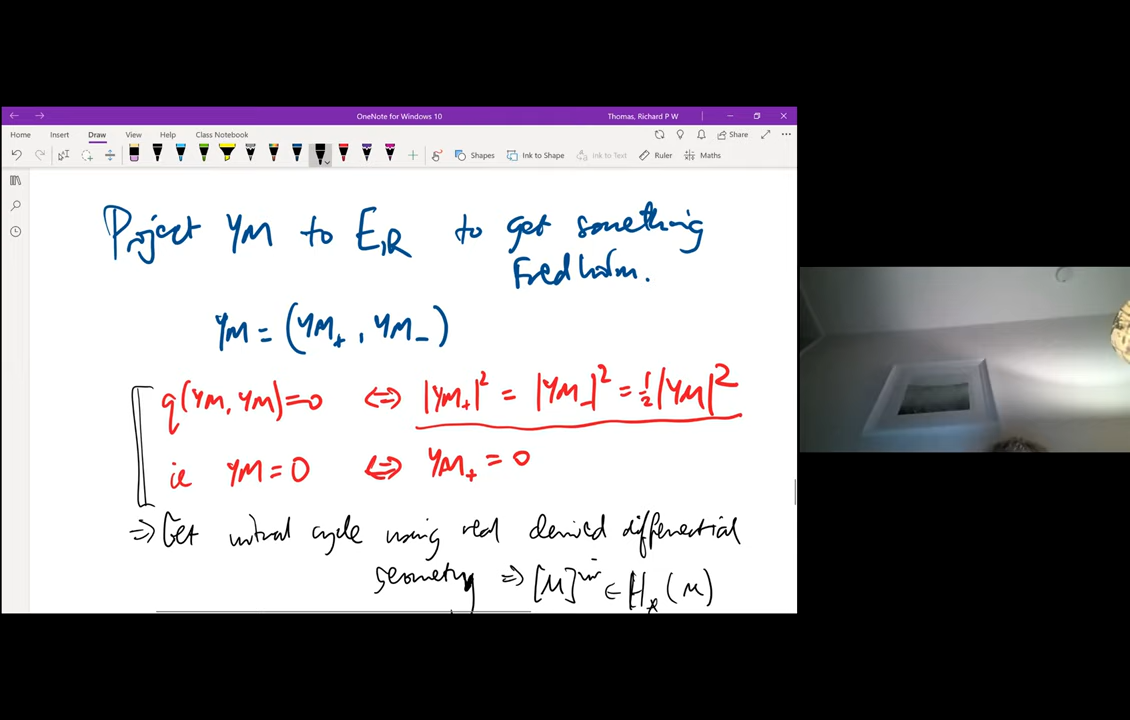 OneNote for Windows 10
Thomas, Richard P W
Home Insert Draw View Help Class Notebook
Share
Shapes Ink to Shape Ink to Text Ruler Maths
Project YM to E_ℝ to get something
Fredholm.
YM = (YM₊, YM₋)
q(YM, YM) = 0 ⇔ |YM₊|² = |YM₋|² = ½|YM|²
ie YM = 0 ⇔ YM₊ = 0
⇒ Get virtual cycle using real derived differential
geometry ⇒ [M]^vir ∈ H_*(M)